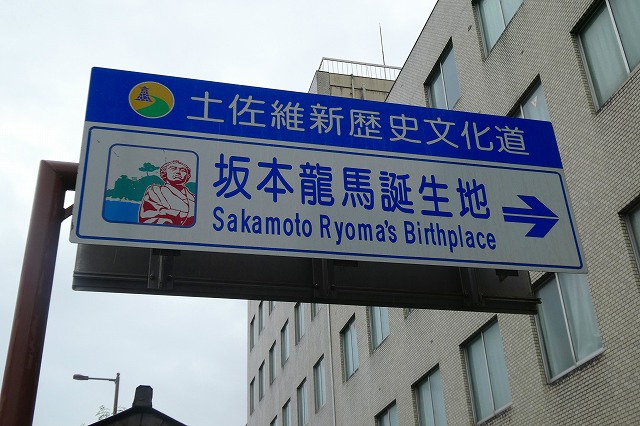 土佐維新歴史文化道
坂本龍馬誕生地
Sakamoto Ryoma's Birthplace